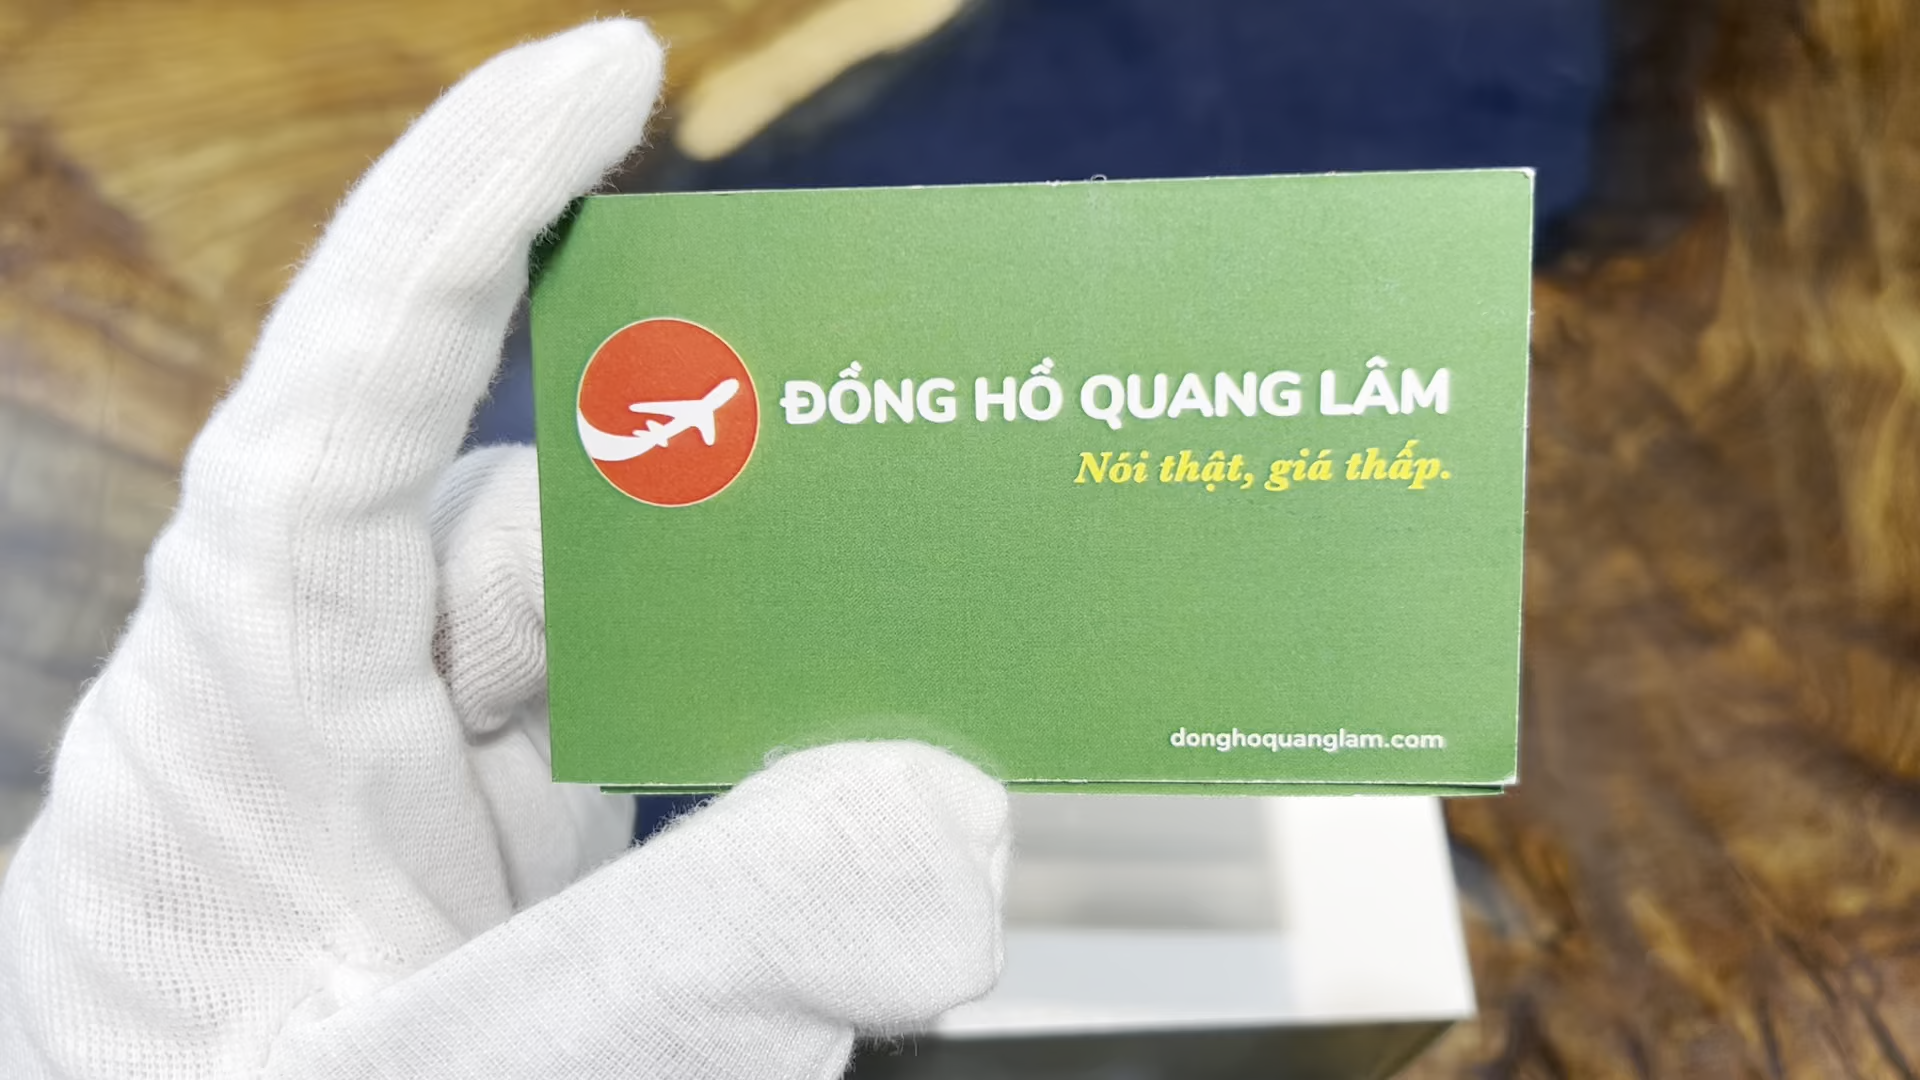 ĐỒNG HỒ QUANG LÂM
Nói thật, giá thấp.
donghoquanglam.com